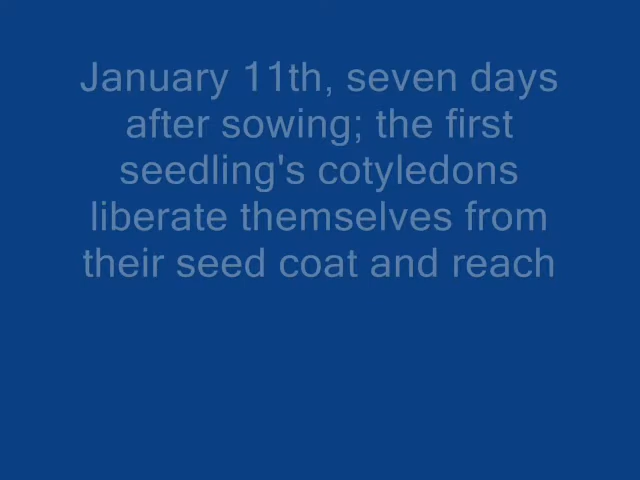 January 11th, seven days
after sowing; the first
seedling's cotyledons
liberate themselves from
their seed coat and reach